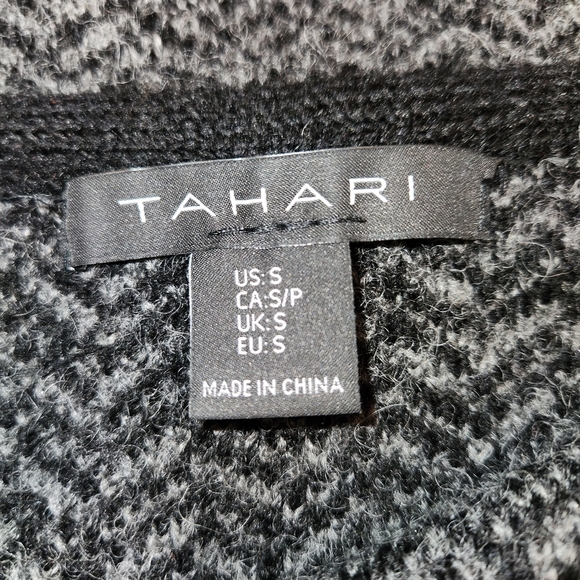 TAHARI
US: S
CA: S/P
UK: S
EU: S
MADE IN CHINA